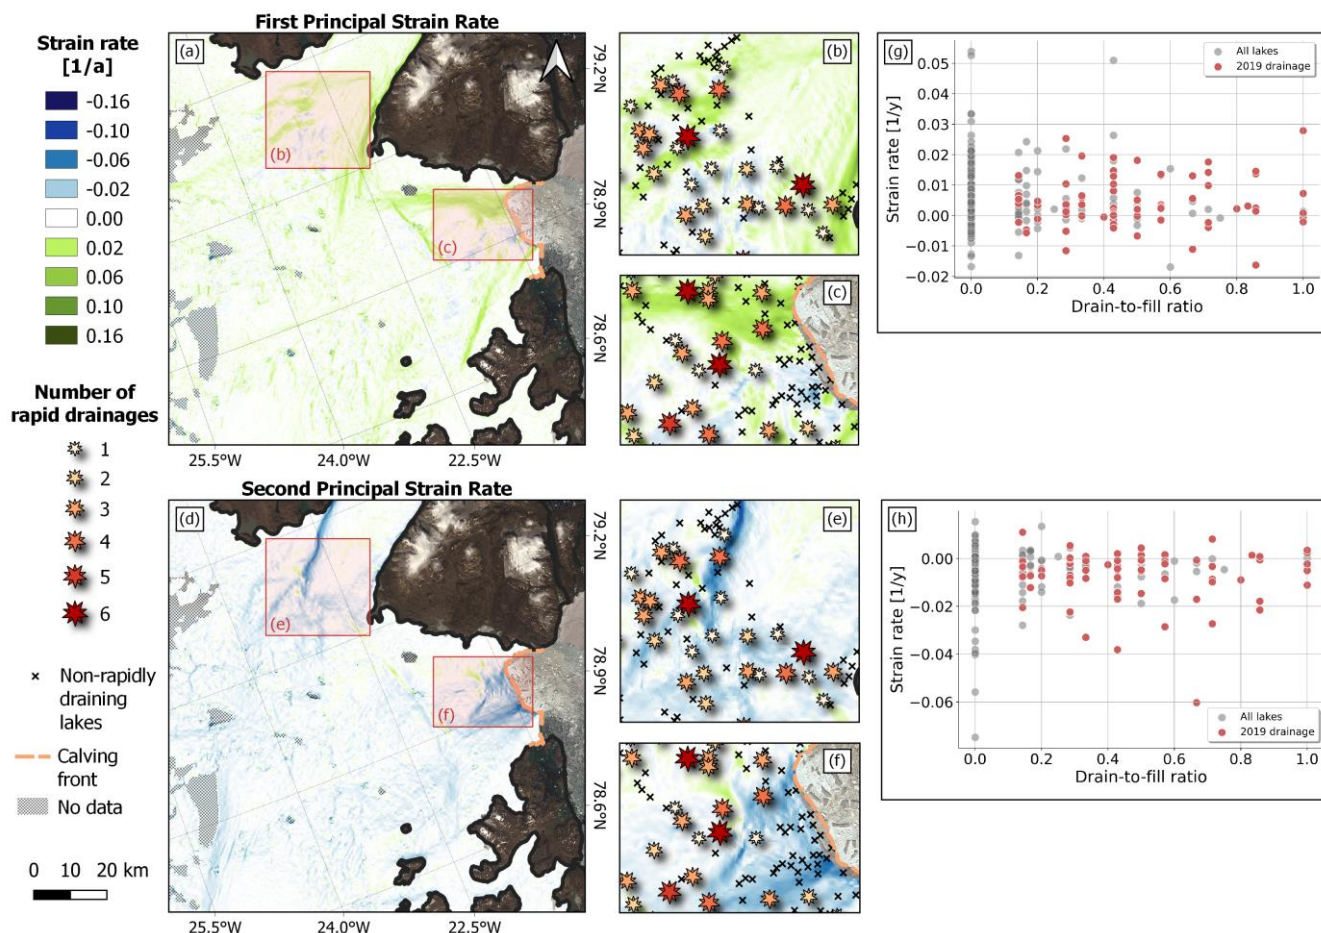 First Principal Strain Rate
Strain rate
[1/a]
-0.16
-0.10
-0.06
-0.02
0.00
0.02
0.06
0.10
0.16
Number of
rapid drainages
1
2
3
4
5
6
Non-rapidly
draining
lakes
Calving
front
No data
0 10 20 km
(a)
(b)
(c)
79.2°N
78.9°N
78.6°N
25.5°W 24.0°W 22.5°W
(b)
(c)
(g)
All lakes
2019 drainage
Strain rate [1/y]
0.05
0.04
0.03
0.02
0.01
0.00
−0.01
−0.02
0.0 0.2 0.4 0.6 0.8 1.0
Drain-to-fill ratio
Second Principal Strain Rate
(d)
(e)
(f)
79.2°N
78.9°N
78.6°N
25.5°W 24.0°W 22.5°W
(e)
(f)
(h)
Strain rate [1/y]
0.00
−0.02
−0.04
−0.06
All lakes
2019 drainage
0.0 0.2 0.4 0.6 0.8 1.0
Drain-to-fill ratio